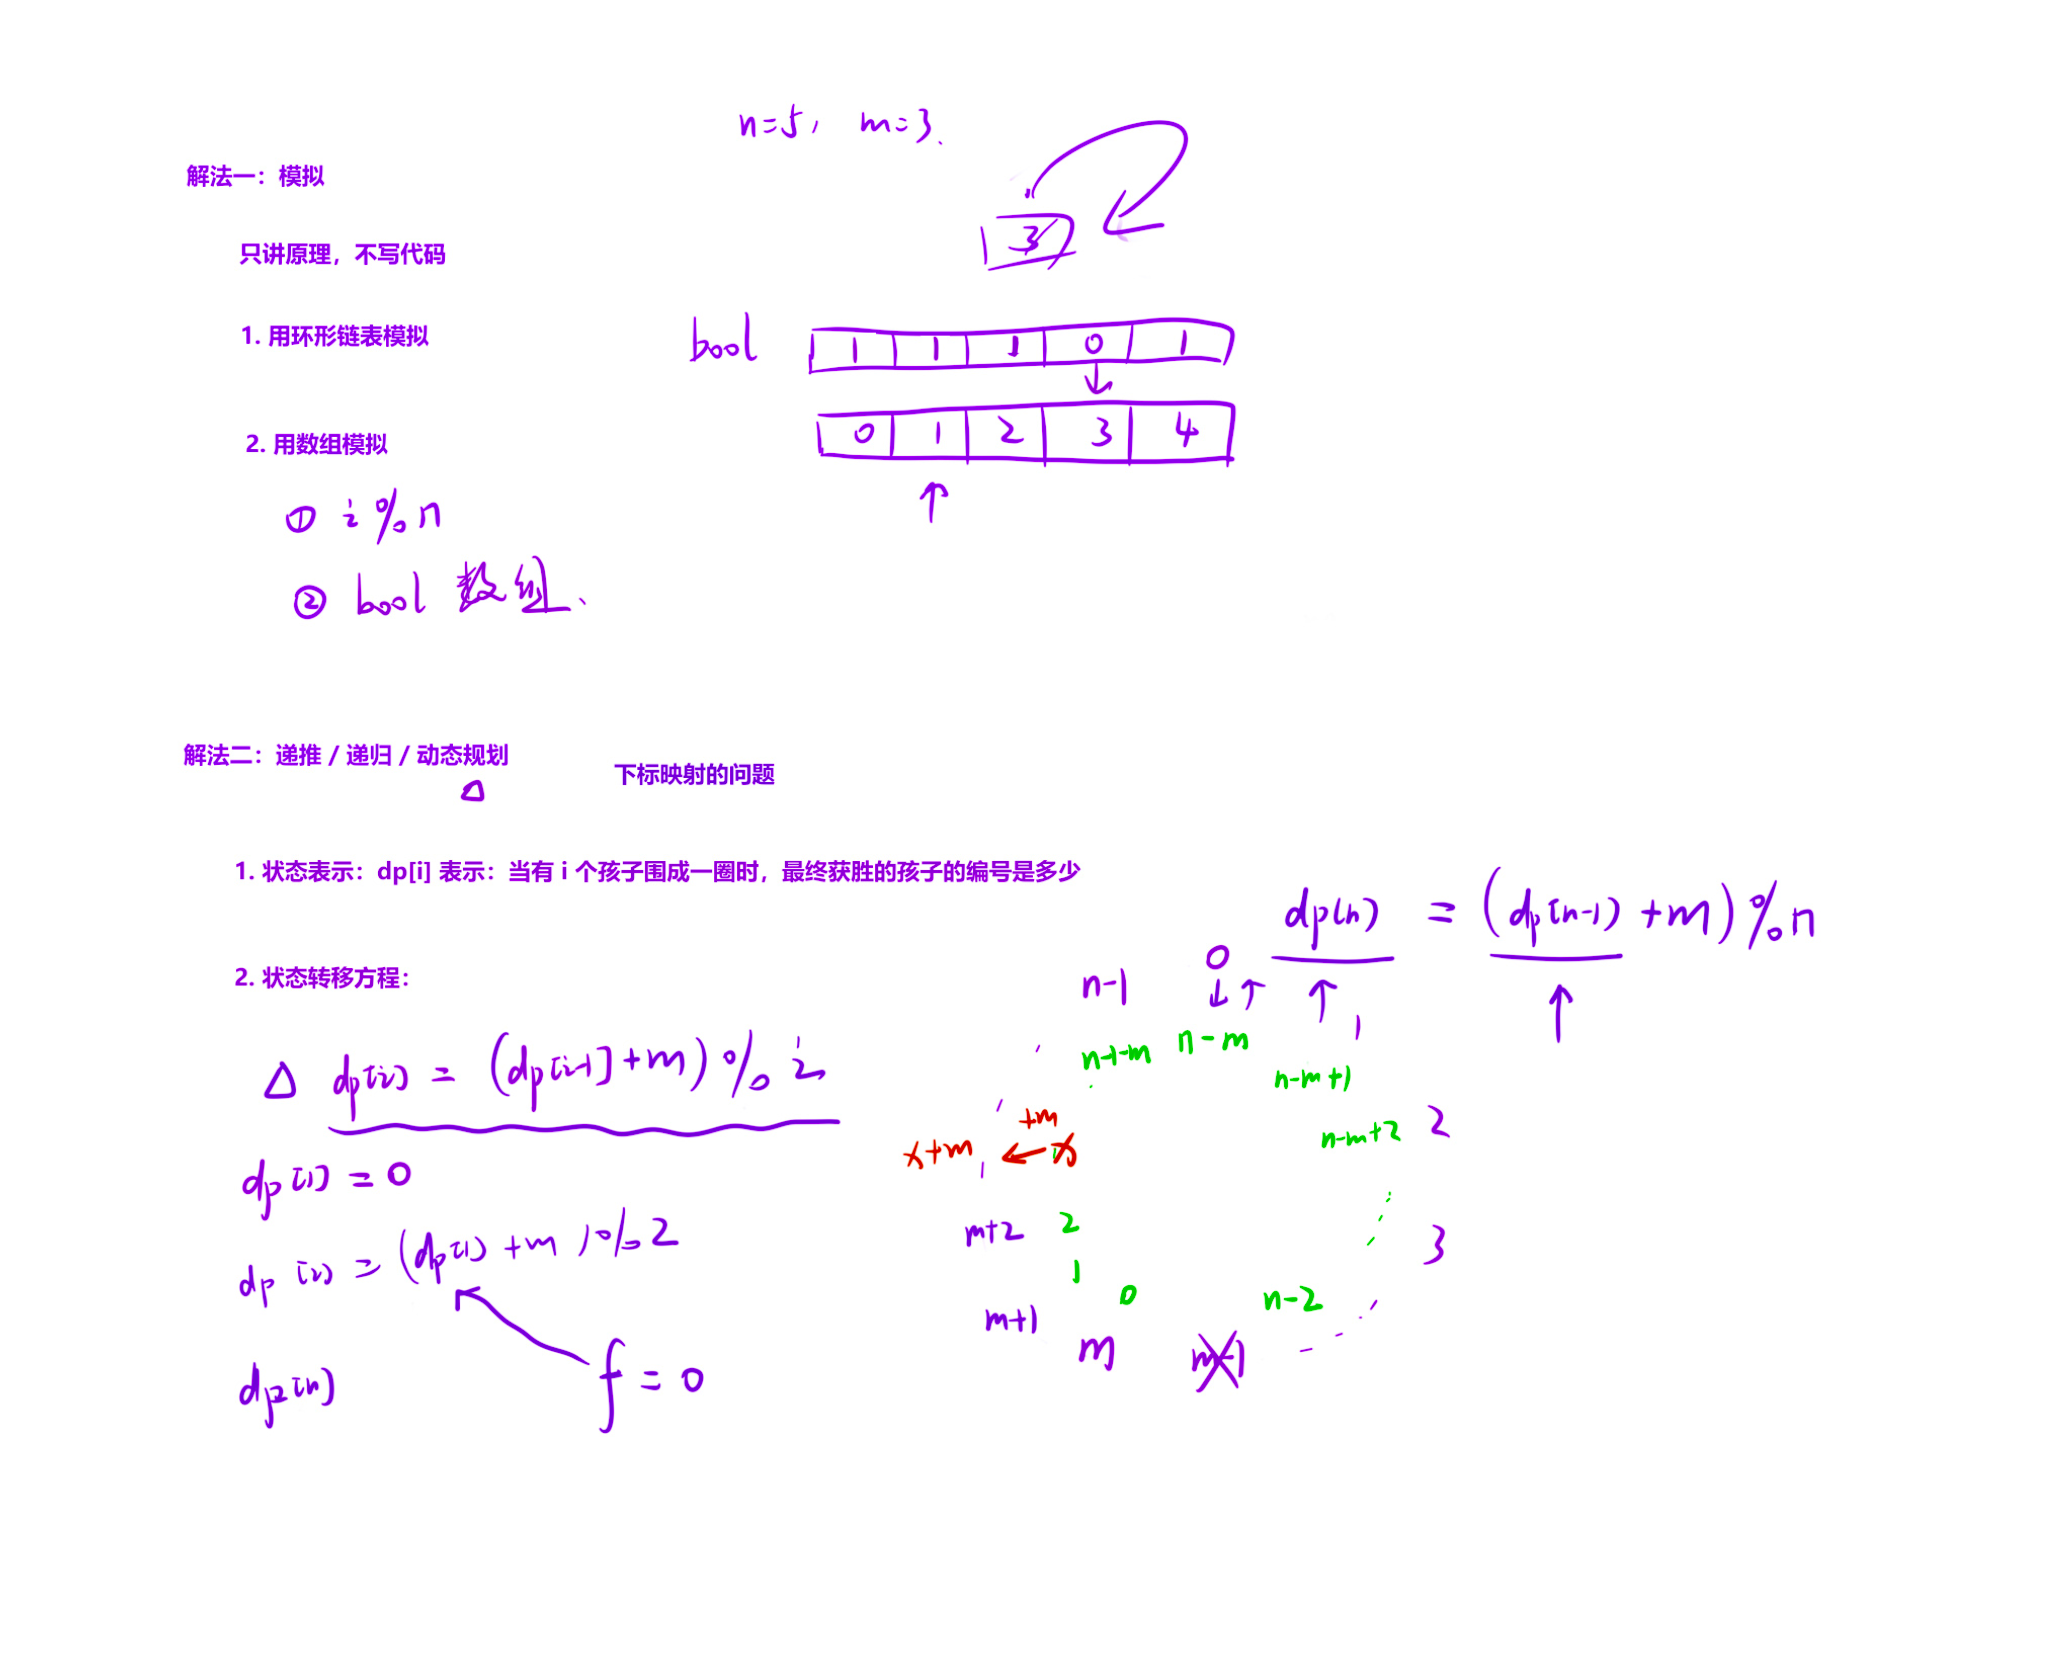 n=5, m=3.
解法一：模拟
3
只讲原理，不写代码
1. 用环形链表模拟
bool 1 1 1 0 1
0 1 2 3 4
2. 用数组模拟
① i%n
② bool 数组.
解法二：递推 / 递归 / 动态规划
下标映射的问题
1. 状态表示：dp[i] 表示：当有 i 个孩子围成一圈时，最终获胜的孩子的编号是多少
dp[n] = (dp[n-1] + m) % n
2. 状态转移方程：
△ dp[i] = (dp[i-1] + m) % i
dp[1] = 0
dp[2] = (dp[1] + m) % 2
f = 0
dp[n]
n-1 0 1
n-1-m n-m
n-m+1
+m
x+m x
n-m+2 2
m+2 2
3
1
m+1 0 n-2
m m-1